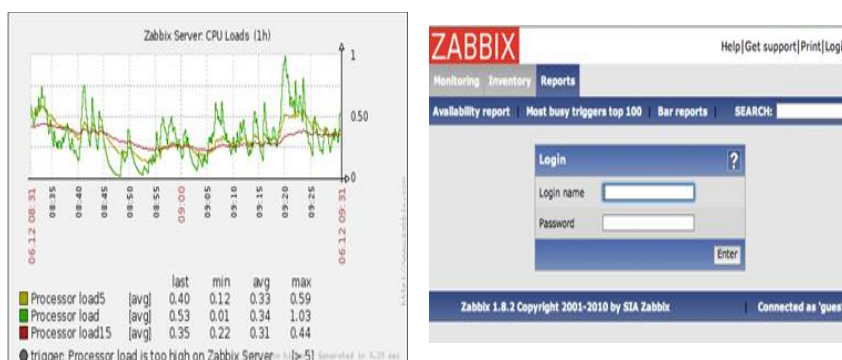 Zabbix Server: CPU Loads (1h)
1
0.50
0
06.12 08:31
08:35
08:40
08:45
08:50
08:55
09:00
09:05
09:10
09:15
09:20
09:25
06.12 09:31
last min avg max
Processor load5 [avg] 0.40 0.12 0.33 0.59
Processor load [avg] 0.53 0.01 0.34 1.03
Processor load15 [avg] 0.35 0.22 0.31 0.44
trigger: Processor load is too high on Zabbix Server [>5]
ZABBIX
Help|Get support|Print|Logi
Monitoring Inventory Reports
Availability report | Most busy triggers top 100 | Bar reports | SEARCH:
Login ?
Login name
Password
Enter
Zabbix 1.8.2 Copyright 2001-2010 by SIA Zabbix | Connected as 'gues